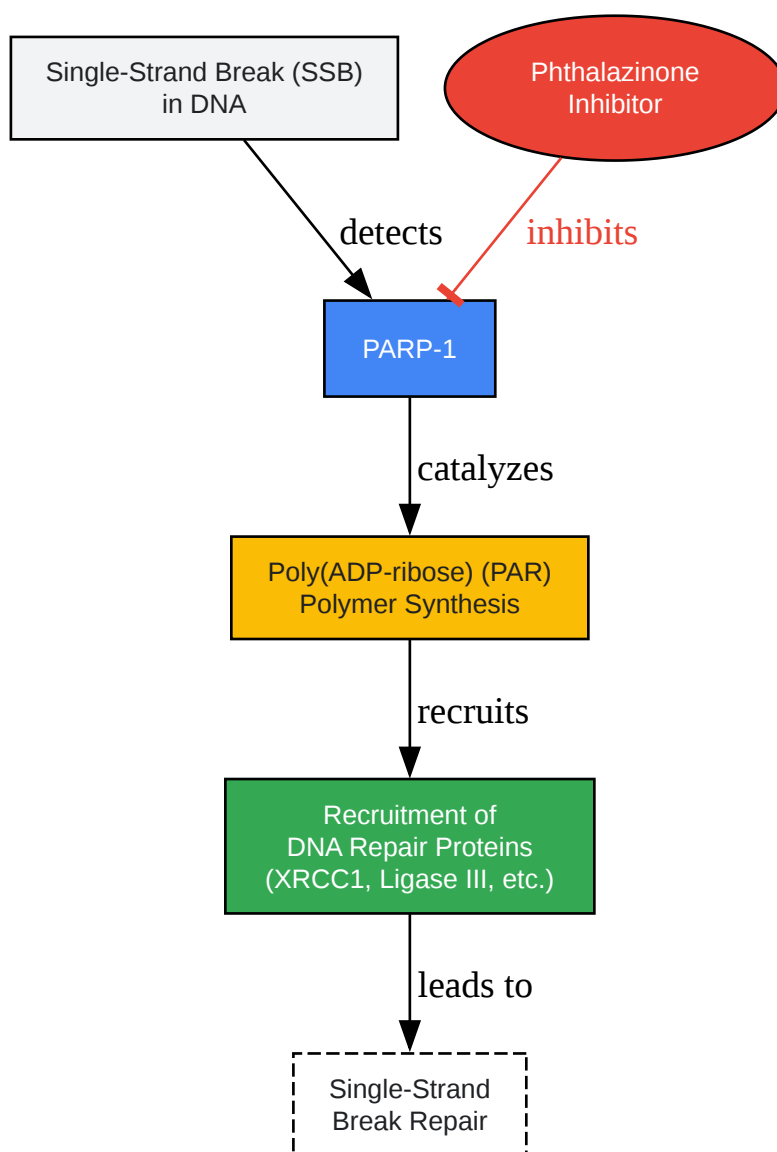 Single-Strand Break (SSB)
in DNA
Phthalazinone
Inhibitor
detects
inhibits
PARP-1
catalyzes
Poly(ADP-ribose) (PAR)
Polymer Synthesis
recruits
Recruitment of
DNA Repair Proteins
(XRCC1, Ligase III, etc.)
leads to
Single-Strand
Break Repair